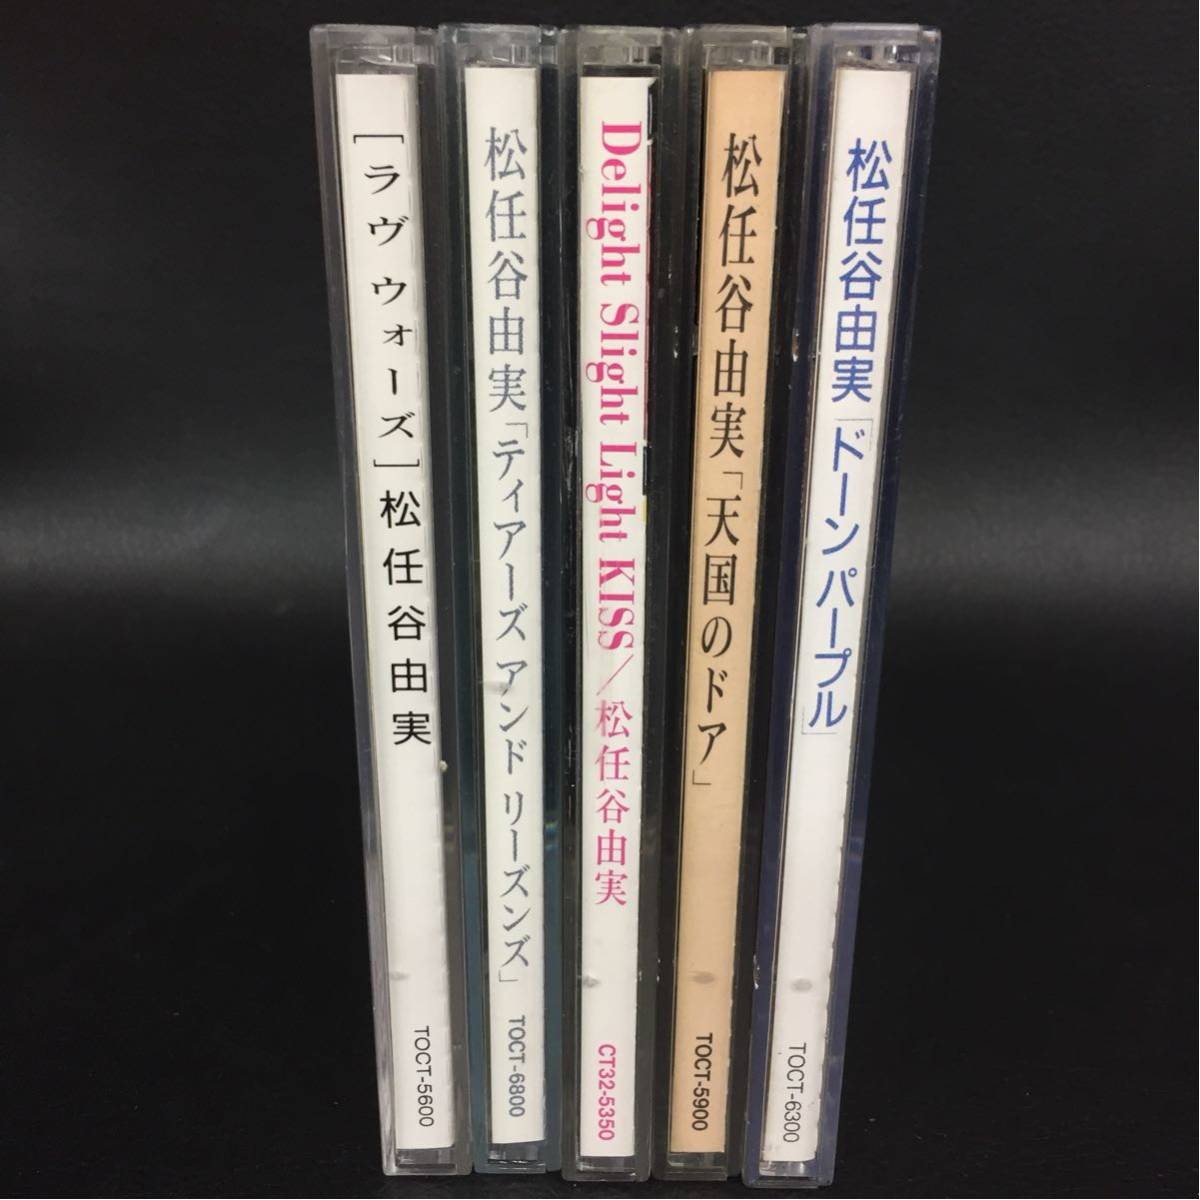 [ラヴ ウォーズ]松任谷由実
TOCT-5600
松任谷由実「ティアーズ アンド リーズンズ」
TOCT-6800
Delight Slight Light KISS/松任谷由実
CT32-5350
松任谷由実「天国のドア」
TOCT-5900
松任谷由実「ドーン パープル」
TOCT-6300